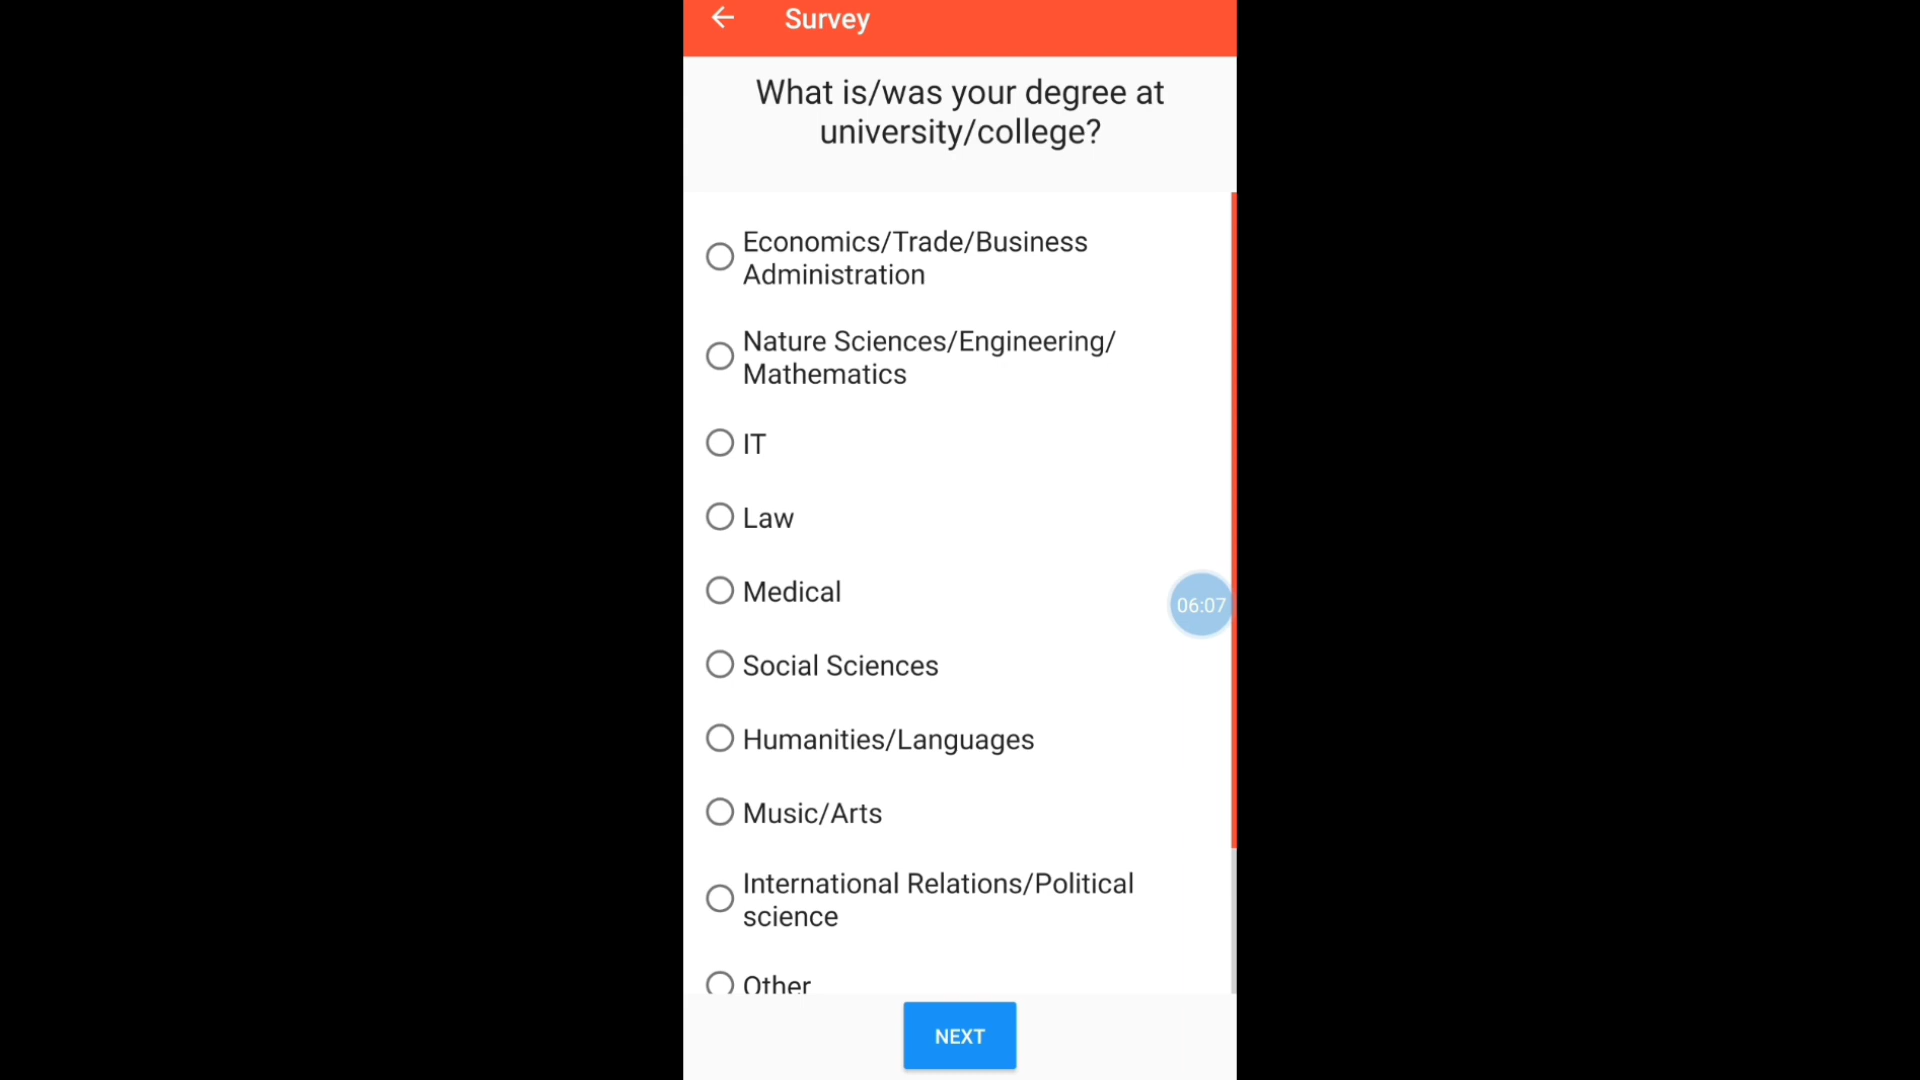 Survey
What is/was your degree at
university/college?
Economics/Trade/Business
Administration
Nature Sciences/Engineering/
Mathematics
IT
Law
Medical
06:07
Social Sciences
Humanities/Languages
Music/Arts
International Relations/Political
science
Other
NEXT